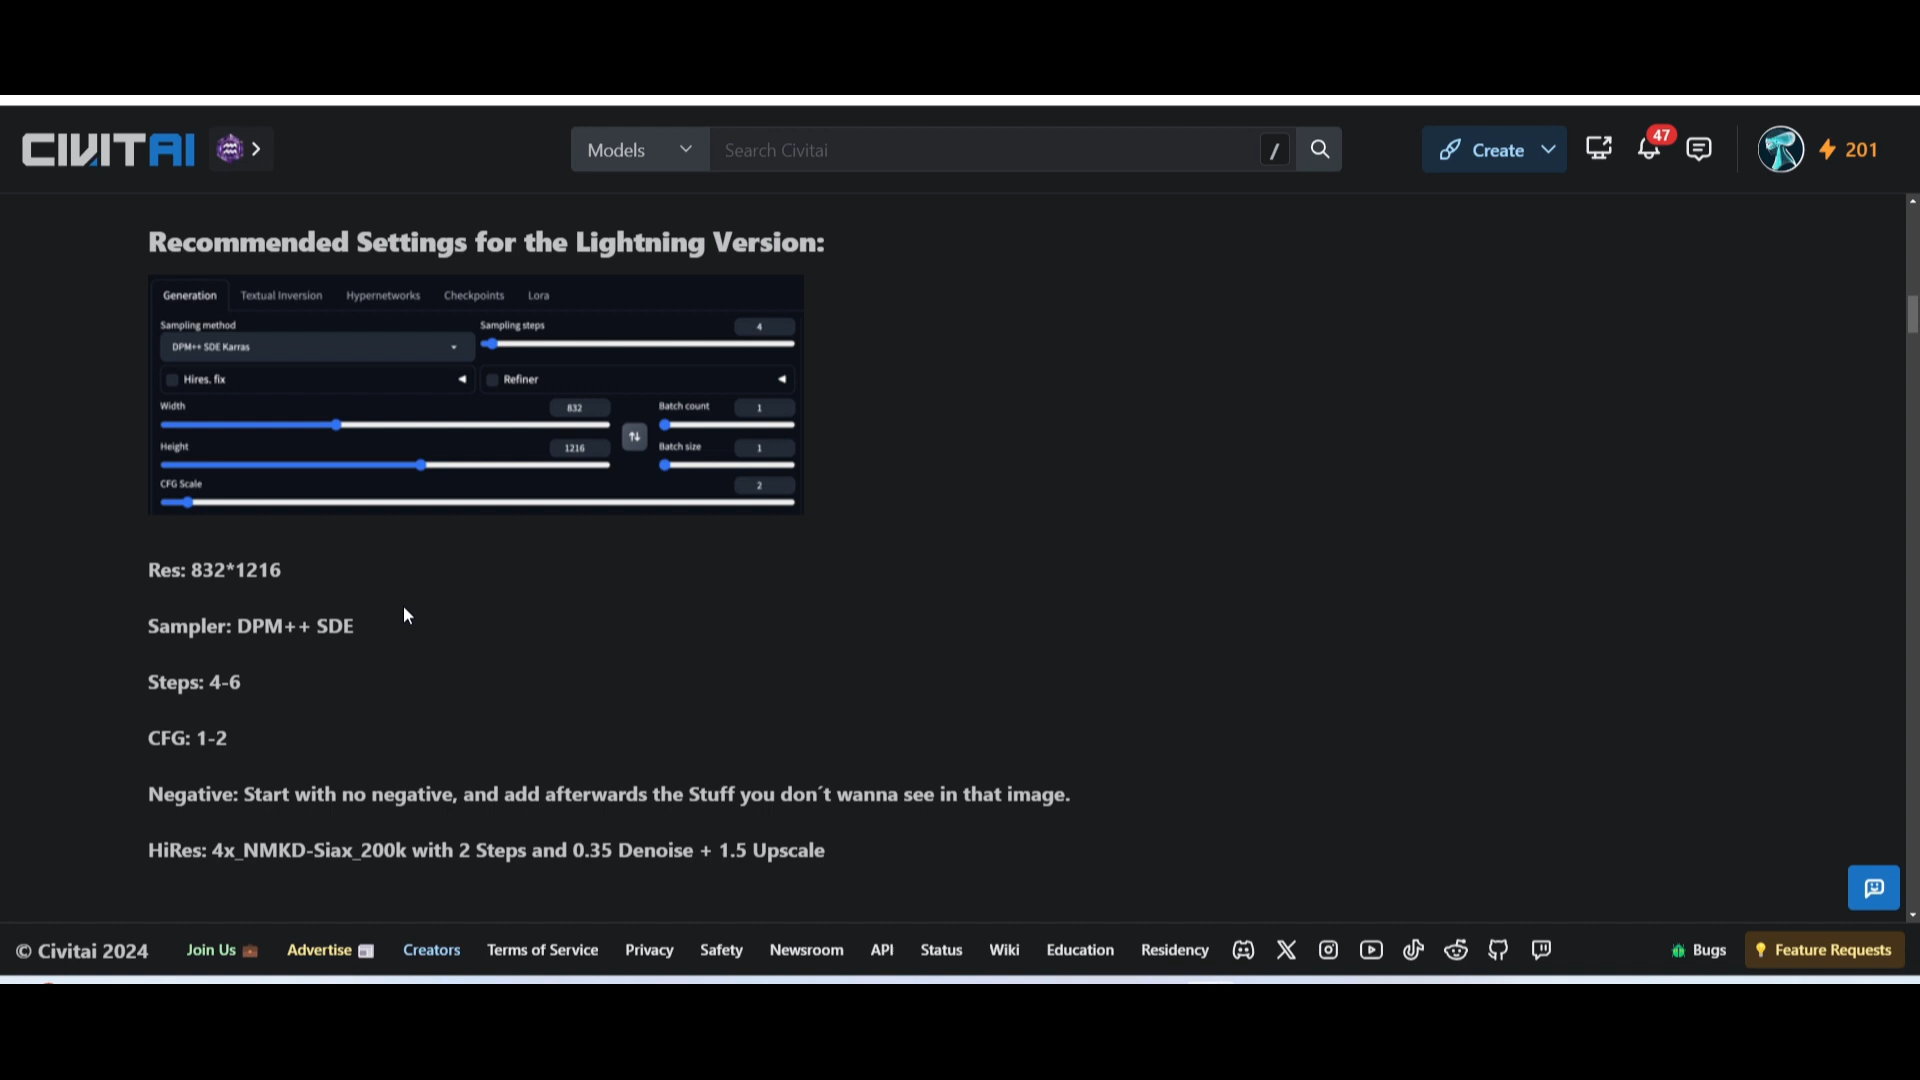 CIVITAI
Models
Search Civitai
/
Create
47
201
Recommended Settings for the Lightning Version:
Generation Textual Inversion Hypernetworks Checkpoints Lora
Sampling method
DPM++ SDE Karras
Sampling steps
4
Hires. fix
Refiner
Width
832
Batch count
1
Height
1216
Batch size
1
CFG Scale
2
Res: 832*1216
Sampler: DPM++ SDE
Steps: 4-6
CFG: 1-2
Negative: Start with no negative, and add afterwards the Stuff you don´t wanna see in that image.
HiRes: 4x_NMKD-Siax_200k with 2 Steps and 0.35 Denoise + 1.5 Upscale
© Civitai 2024 Join Us Advertise Creators Terms of Service Privacy Safety Newsroom API Status Wiki Education Residency Bugs Feature Requests